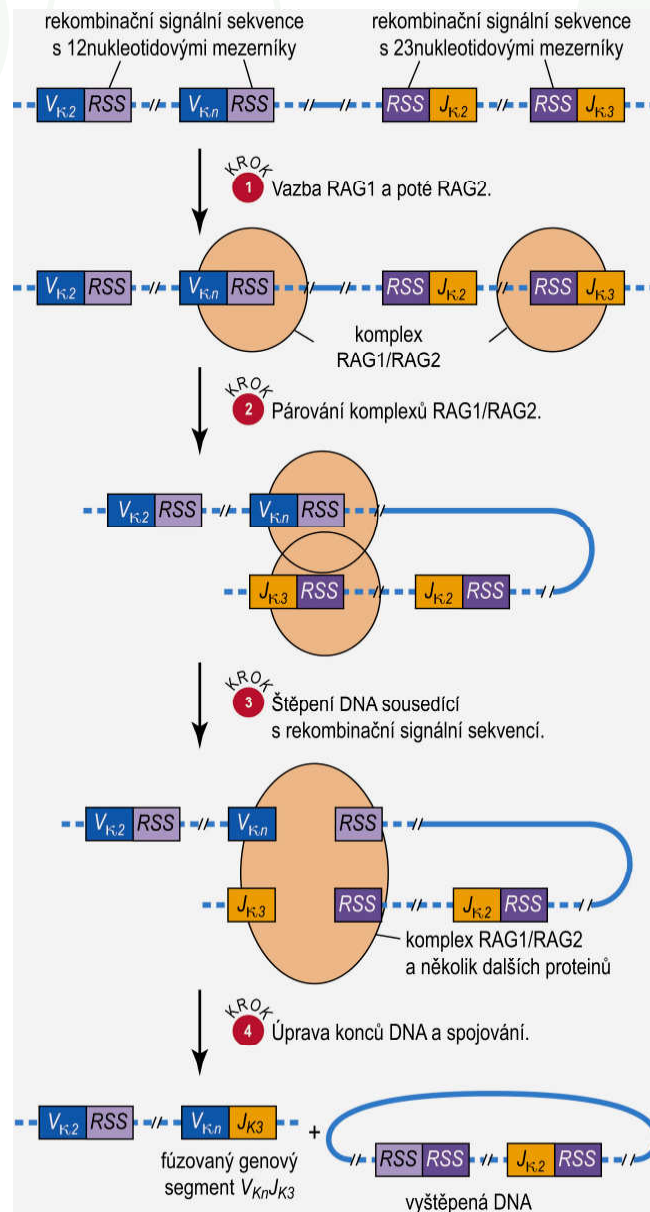 rekombinační signální sekvence
s 12nukleotidovými mezerníky
rekombinační signální sekvence
s 23nukleotidovými mezerníky
Vκ2 RSS Vκn RSS RSS Jκ2 RSS Jκ3
KROK
1 Vazba RAG1 a poté RAG2.
Vκ2 RSS Vκn RSS RSS Jκ2 RSS Jκ3
komplex
RAG1/RAG2
KROK
2 Párování komplexů RAG1/RAG2.
Vκ2 RSS Vκn RSS
Jκ3 RSS Jκ2 RSS
KROK
3 Štěpení DNA sousedící
s rekombinační signální sekvencí.
Vκ2 RSS Vκn RSS
Jκ3 RSS Jκ2 RSS
komplex RAG1/RAG2
a několik dalších proteinů
KROK
4 Úprava konců DNA a spojování.
Vκ2 RSS Vκn JK3 +
RSS RSS Jκ2 RSS
fúzovaný genový
segment VKnJK3
vyštěpená DNA